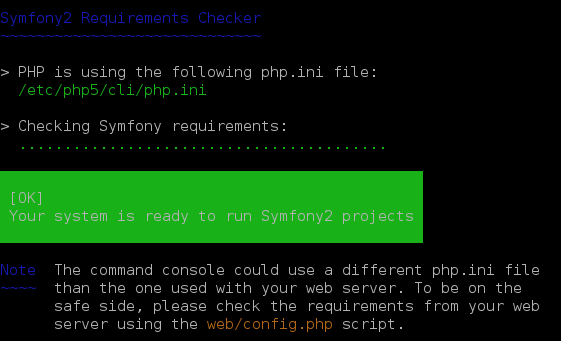 Symfony2 Requirements Checker
~~~~~~~~~~~~~~~~~~~~~~~~~~~~~
> PHP is using the following php.ini file:
/etc/php5/cli/php.ini
> Checking Symfony requirements:
.........................................
[OK]
Your system is ready to run Symfony2 projects
Note The command console could use a different php.ini file
~~~~ than the one used with your web server. To be on the
safe side, please check the requirements from your web
server using the web/config.php script.